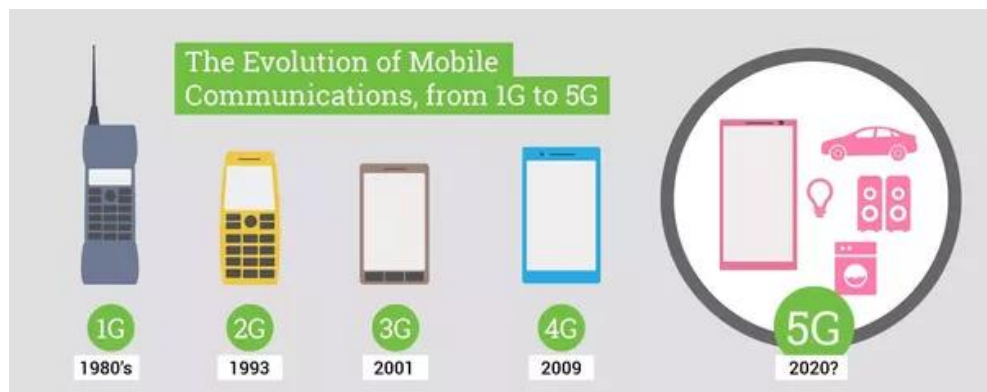 The Evolution of Mobile
Communications, from 1G to 5G
1G
1980's
2G
1993
3G
2001
4G
2009
5G
2020?